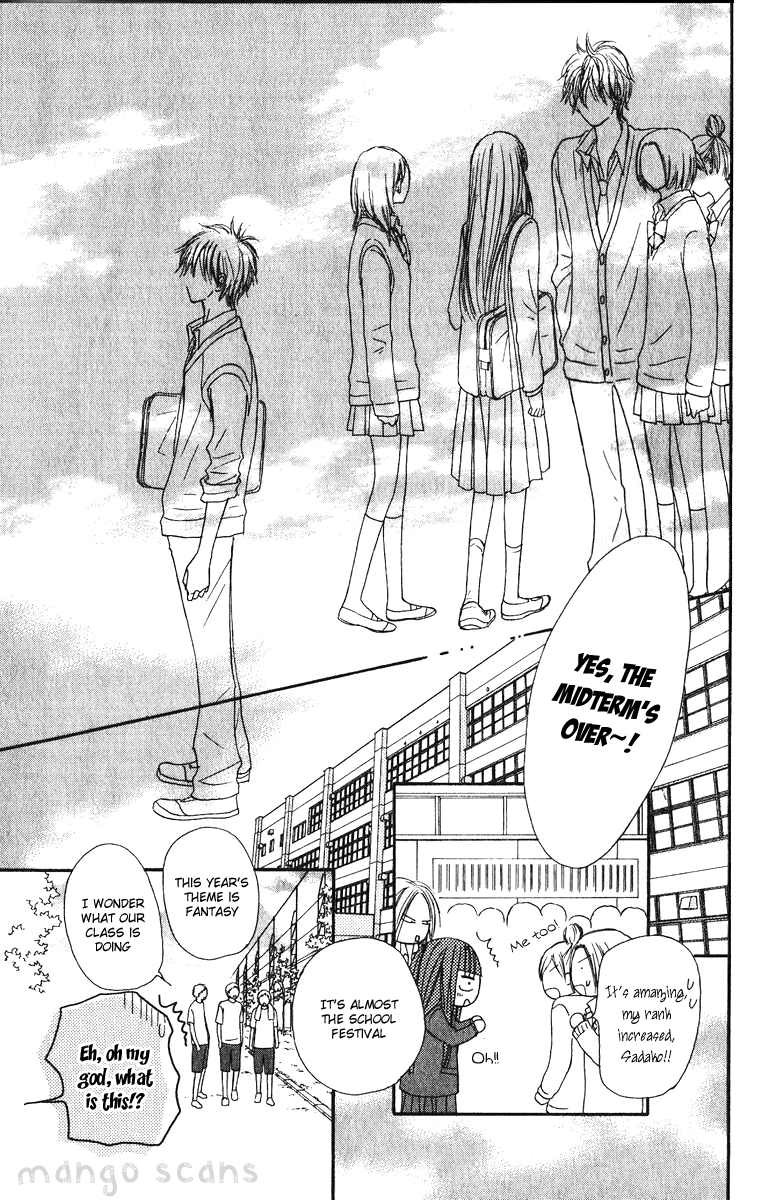 YES, THE
MIDTERM'S
OVER~!
Me too!
It's amazing,
my rank
increased,
Sadako!!
Oh!!
IT'S ALMOST
THE SCHOOL
FESTIVAL
THIS YEAR'S
THEME IS
FANTASY
I WONDER
WHAT OUR
CLASS IS
DOING
Eh, oh my
god, what
is this!?
mango scans